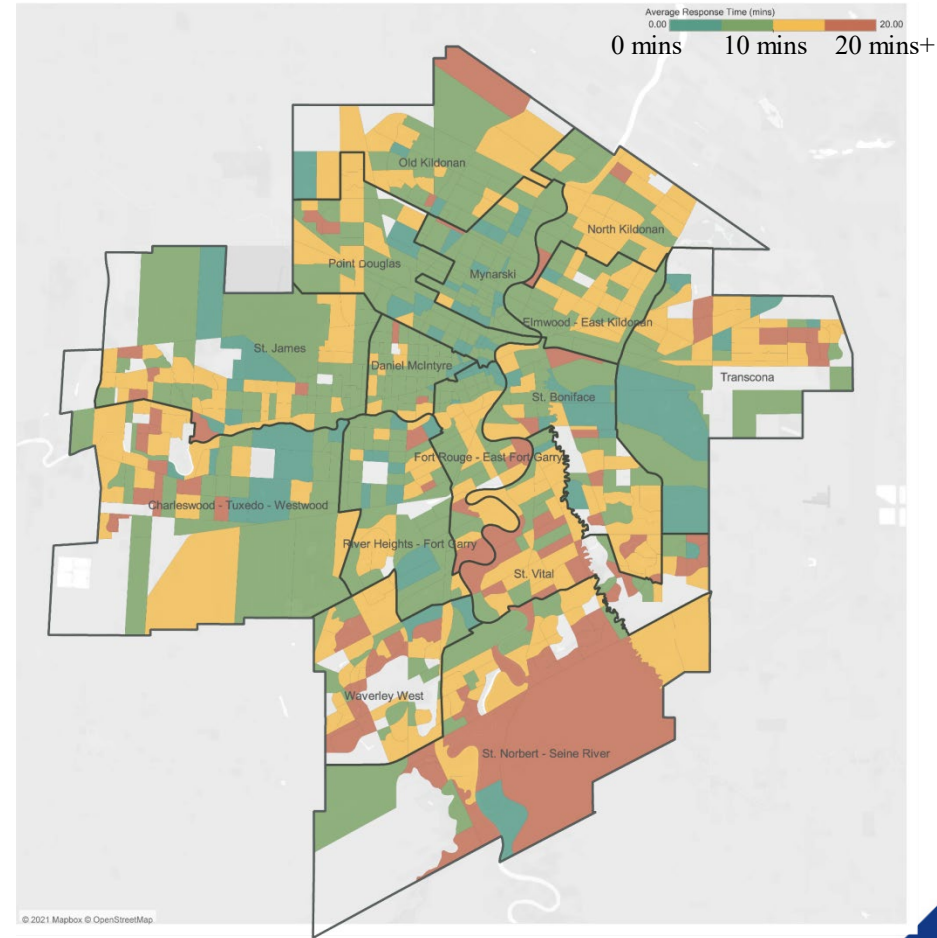 Average Response Time (mins)
0.00 20.00
0 mins 10 mins 20 mins+
Old Kildonan
North Kildonan
Point Douglas
Mynarski
Elmwood - East Kildonan
St. James
Daniel McIntyre
Transcona
St. Boniface
Fort Rouge - East Fort Garry
Charleswood - Tuxedo - Westwood
River Heights - Fort Garry
St. Vital
Waverley West
St. Norbert - Seine River
© 2021 Mapbox © OpenStreetMap